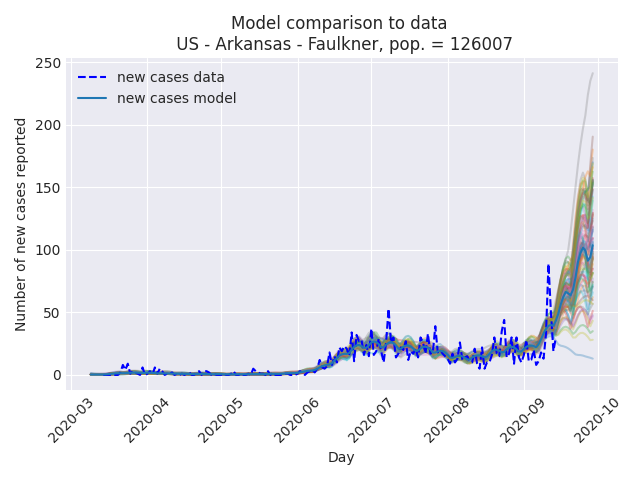 Model comparison to data
US - Arkansas - Faulkner, pop. = 126007
new cases data
new cases model
Number of new cases reported
250
200
150
100
50
0
2020-03
2020-04
2020-05
2020-06
2020-07
2020-08
2020-09
2020-10
Day